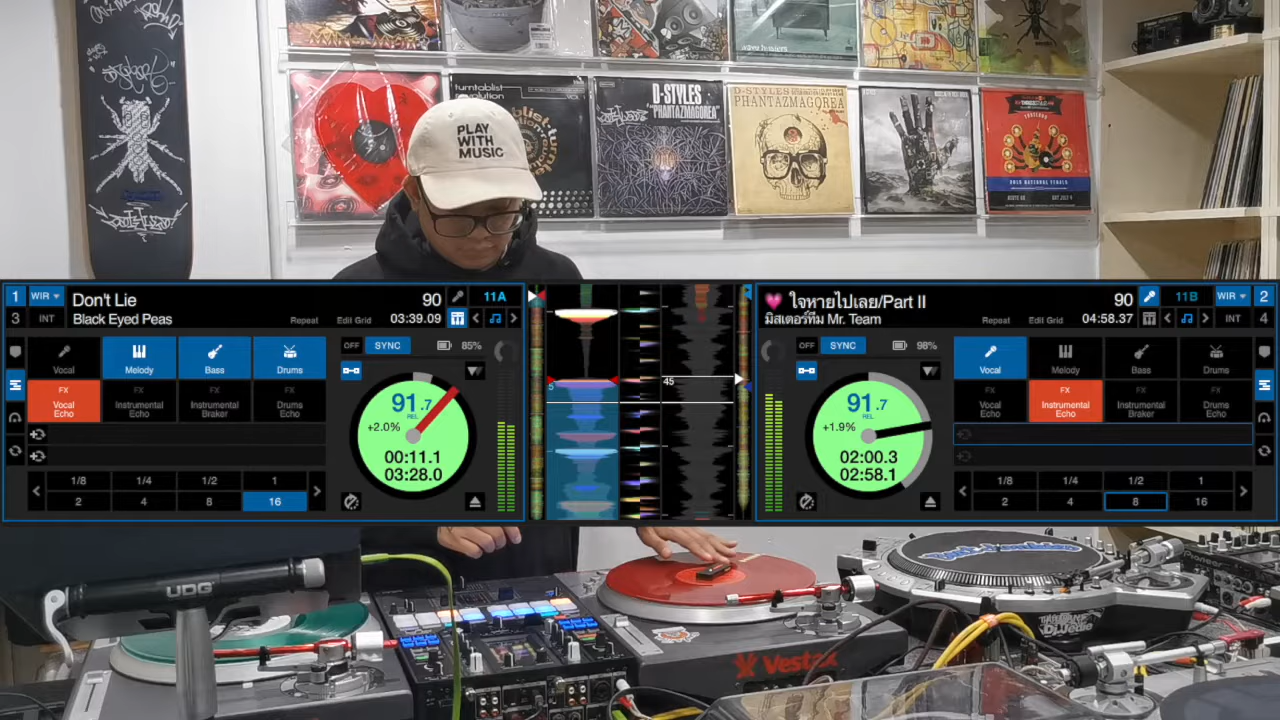 PLAY
WITH
MUSIC
turntablist
revolution
D-STYLES
"PHANTAZMAGOREA"
D-STYLES
PHANTAZMAGOREA
1
WIR
Don't Lie
90
11A
3
INT
Black Eyed Peas
Repeat
Edit Grid
03:39.09
OFF
SYNC
85%
Vocal
Melody
Bass
Drums
FX
Vocal
Echo
FX
Instrumental
Echo
FX
Instrumental
Braker
FX
Drums
Echo
91.7
REL
+2.0%
00:11.1
03:28.0
1/8
1/4
1/2
1
2
4
8
16
5
45
💗 ใจหายไปเลย/Part II
90
11B
WIR
2
มิสเตอร์ทีม Mr. Team
Repeat
Edit Grid
04:58.37
INT
4
OFF
SYNC
98%
Vocal
Melody
Bass
Drums
FX
Vocal
Echo
FX
Instrumental
Echo
FX
Instrumental
Braker
FX
Drums
Echo
91.7
REL
+1.9%
02:00.3
02:58.1
1/8
1/4
1/2
1
2
4
8
16
UDG
Vestax